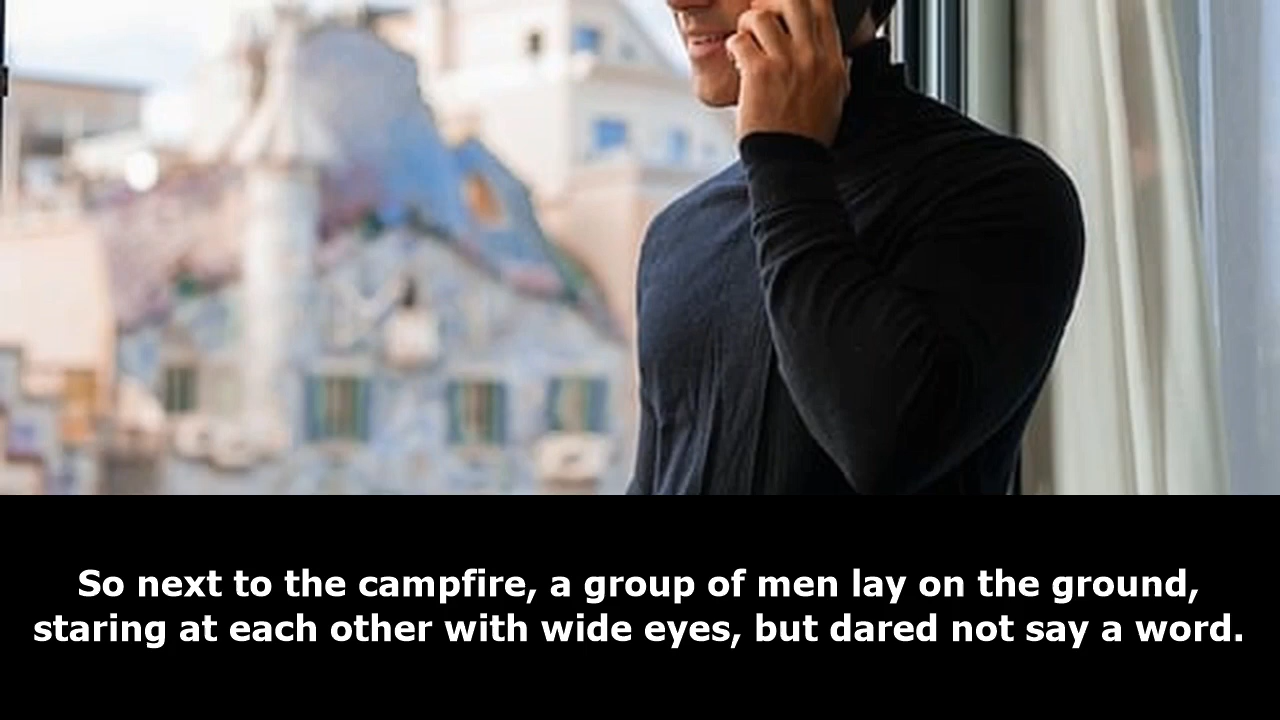 So next to the campfire, a group of men lay on the ground,
staring at each other with wide eyes, but dared not say a word.